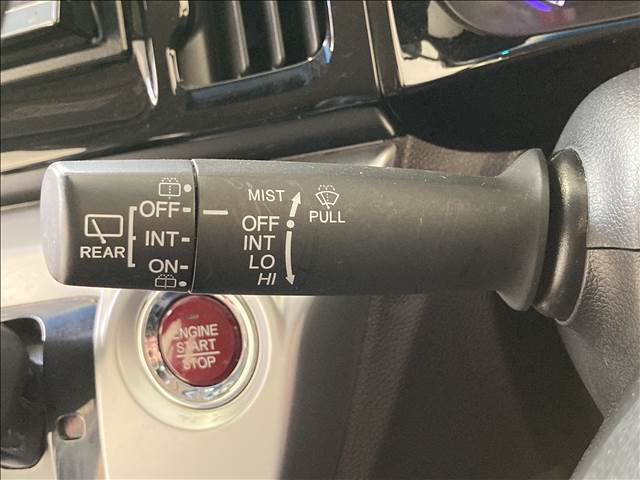 OFF
INT
ON
REAR
MIST
OFF
INT
LO
HI
PULL
ENGINE
START
STOP